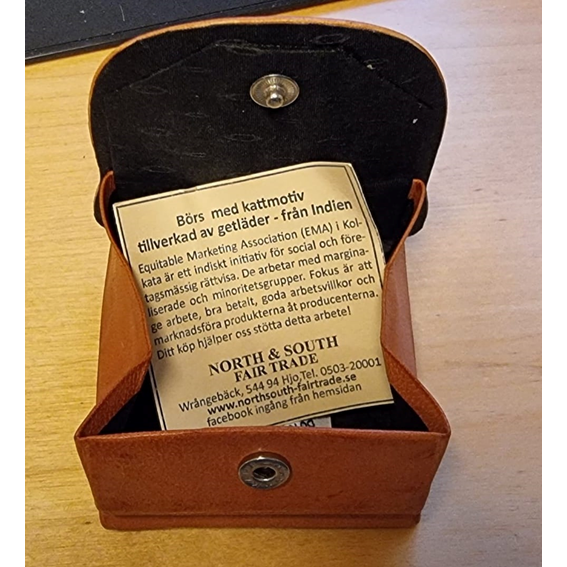 Börs med kattmotiv
tillverkad av getläder - från Indien
Equitable Marketing Association (EMA) i Kol-
kata är ett indiskt initiativ för social och före-
tagsmässig rättvisa. De arbetar med margina-
liserade och minoritetsgrupper. Fokus är att
ge arbete, bra betalt, goda arbetsvillkor och
marknadsföra produkterna åt producenterna.
Ditt köp hjälper oss stötta detta arbete!
NORTH & SOUTH
FAIR TRADE
Wrångebäck, 544 94 Hjo,Tel. 0503-20001
www.northsouth-fairtrade.se
facebook ingång från hemsidan